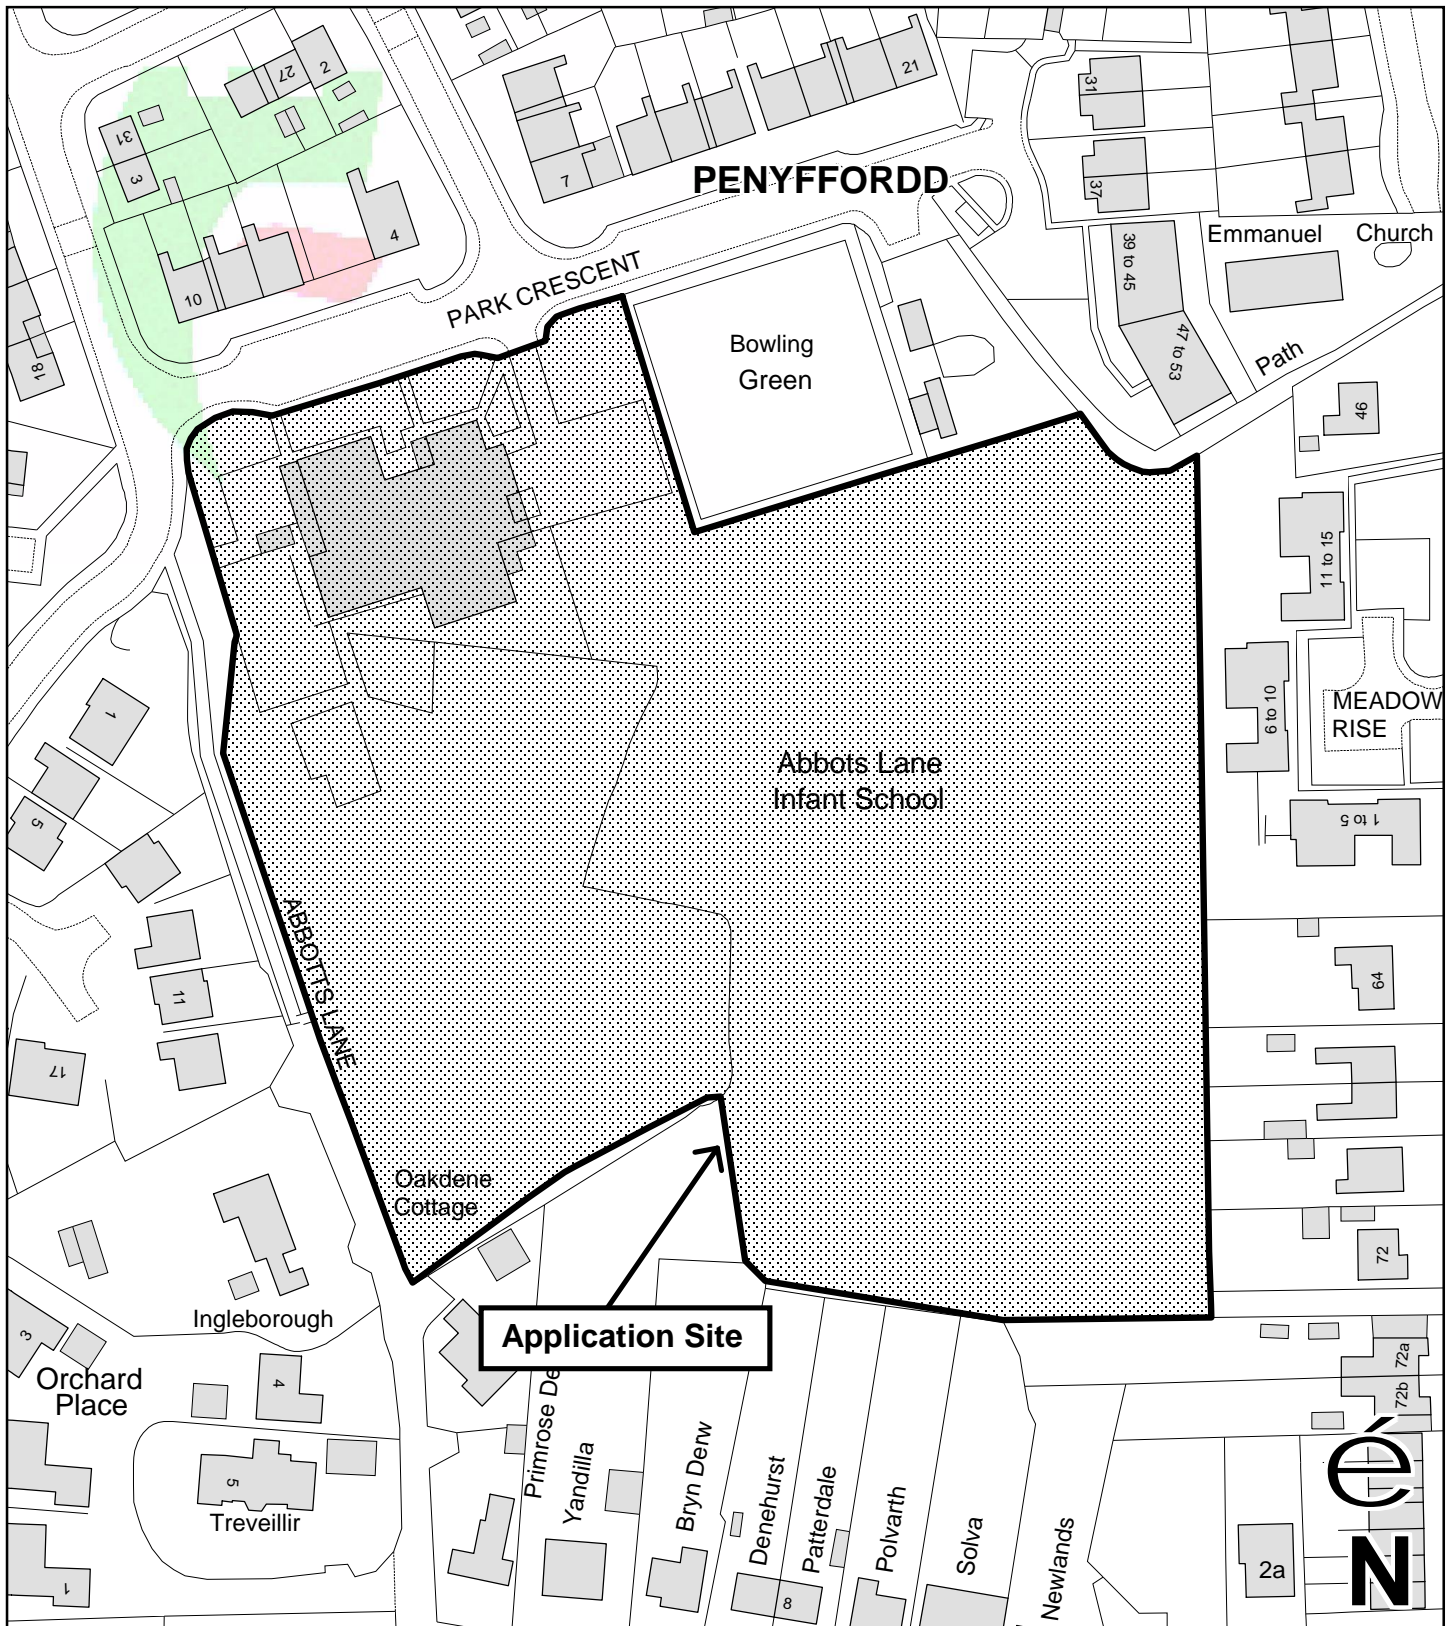 2
27
21
31
31
3
7
PENYFFORDD
37
4
Emmanuel Church
39 to 45
10
PARK CRESCENT
Bowling
Green
47 to 53
Path
18
46
11 to 15
MEADOW
RISE
6 to 10
1
Abbots Lane
Infant School
5
1 to 5
ABBOTTS LANE
11
64
17
Oakdene
Cottage
72
Ingleborough
Application Site
3
Orchard
Place
4
72a
72b
Primrose De
Yandilla
Bryn Derw
Denehurst
Patterdale
Polvarth
Solva
Newlands
5
Treveillir
é
N
2a
1
8